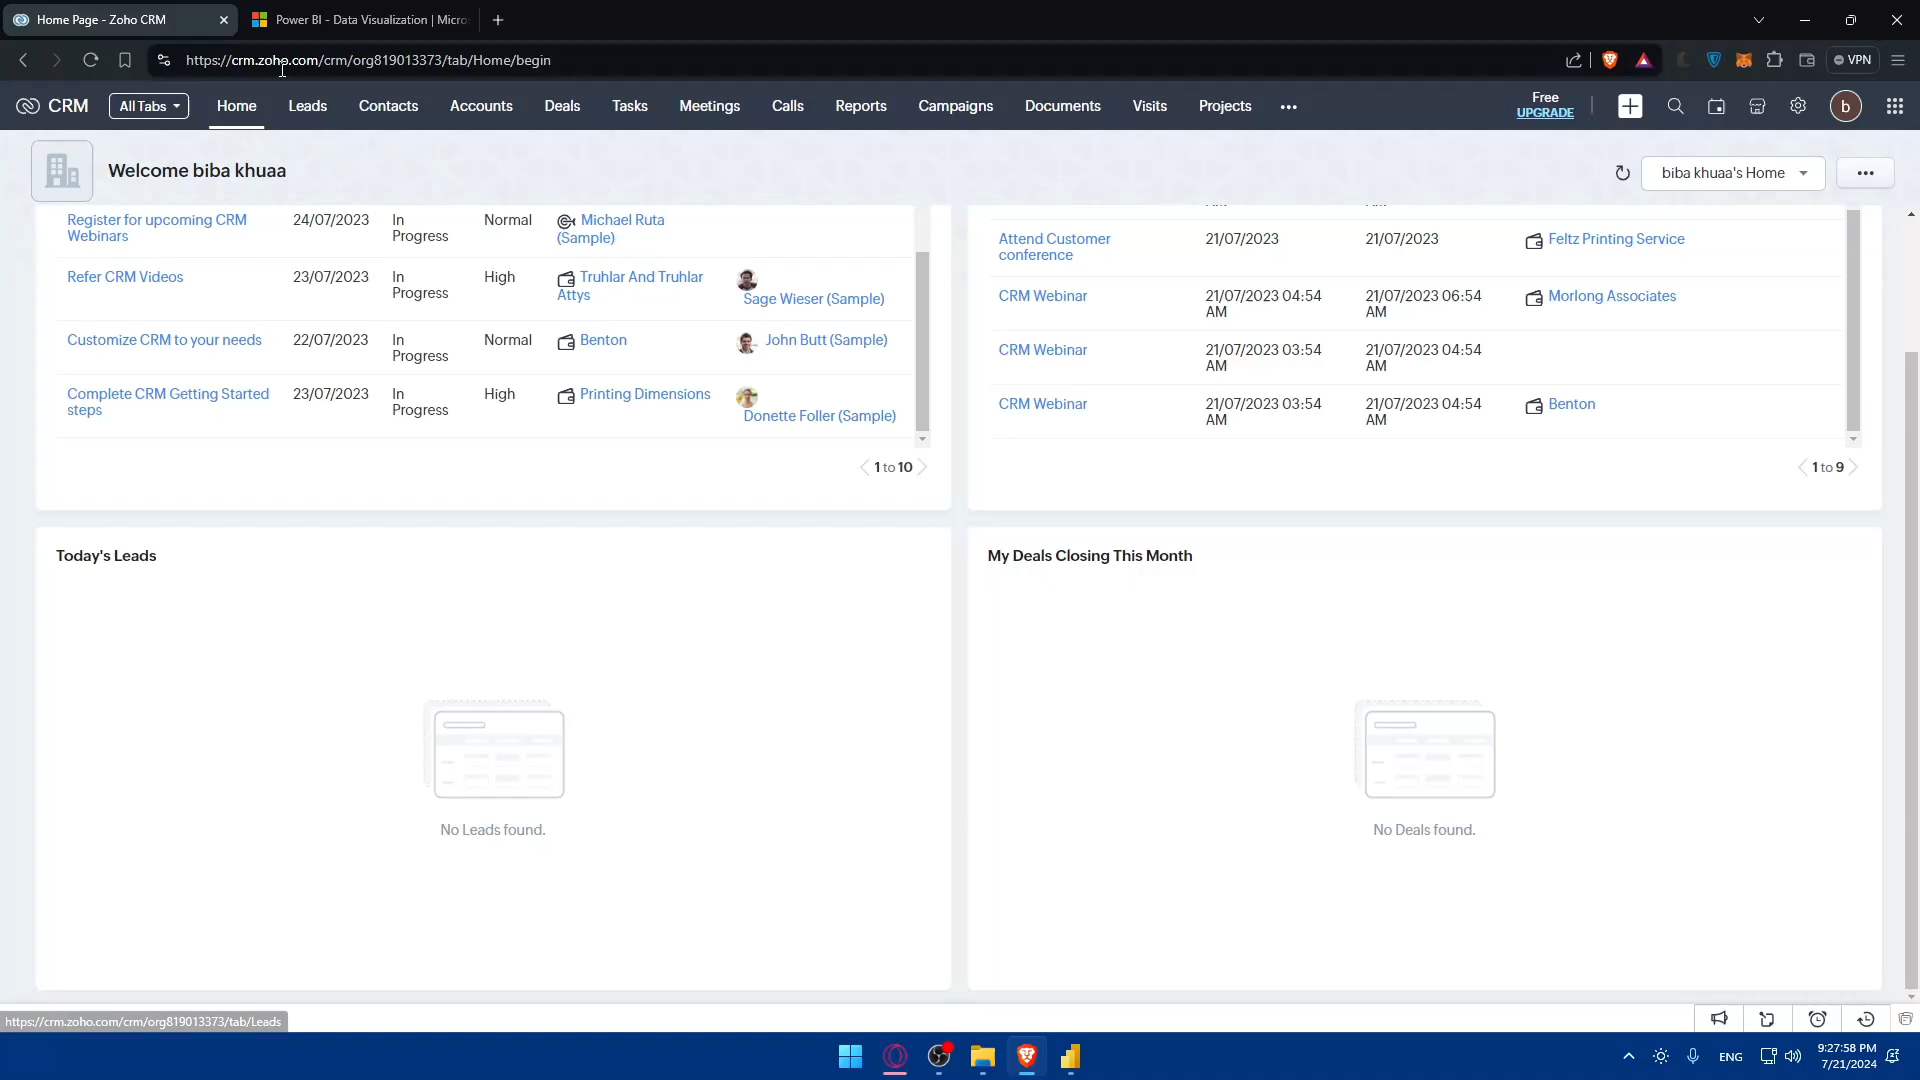 Home Page - Zoho CRM
Power BI - Data Visualization | Micro
https://crm.zoho.com/crm/org819013373/tab/Home/begin
VPN
CRM
All Tabs
Home
Leads
Contacts
Accounts
Deals
Tasks
Meetings
Calls
Reports
Campaigns
Documents
Visits
Projects
Free
UPGRADE
b
Welcome biba khuaa
biba khuaa's Home
Register for upcoming CRM
Webinars
24/07/2023
In
Progress
Normal
Michael Ruta
(Sample)
Refer CRM Videos
23/07/2023
In
Progress
High
Truhlar And Truhlar
Attys
Sage Wieser (Sample)
Customize CRM to your needs
22/07/2023
In
Progress
Normal
Benton
John Butt (Sample)
Complete CRM Getting Started
steps
23/07/2023
In
Progress
High
Printing Dimensions
Donette Foller (Sample)
1 to 10
Attend Customer
conference
21/07/2023
21/07/2023
Feltz Printing Service
CRM Webinar
21/07/2023 04:54
AM
21/07/2023 06:54
AM
Morlong Associates
CRM Webinar
21/07/2023 03:54
AM
21/07/2023 04:54
AM
CRM Webinar
21/07/2023 03:54
AM
21/07/2023 04:54
AM
Benton
1 to 9
Today's Leads
No Leads found.
My Deals Closing This Month
No Deals found.
https://crm.zoho.com/crm/org819013373/tab/Leads
ENG
9:27:58 PM
7/21/2024